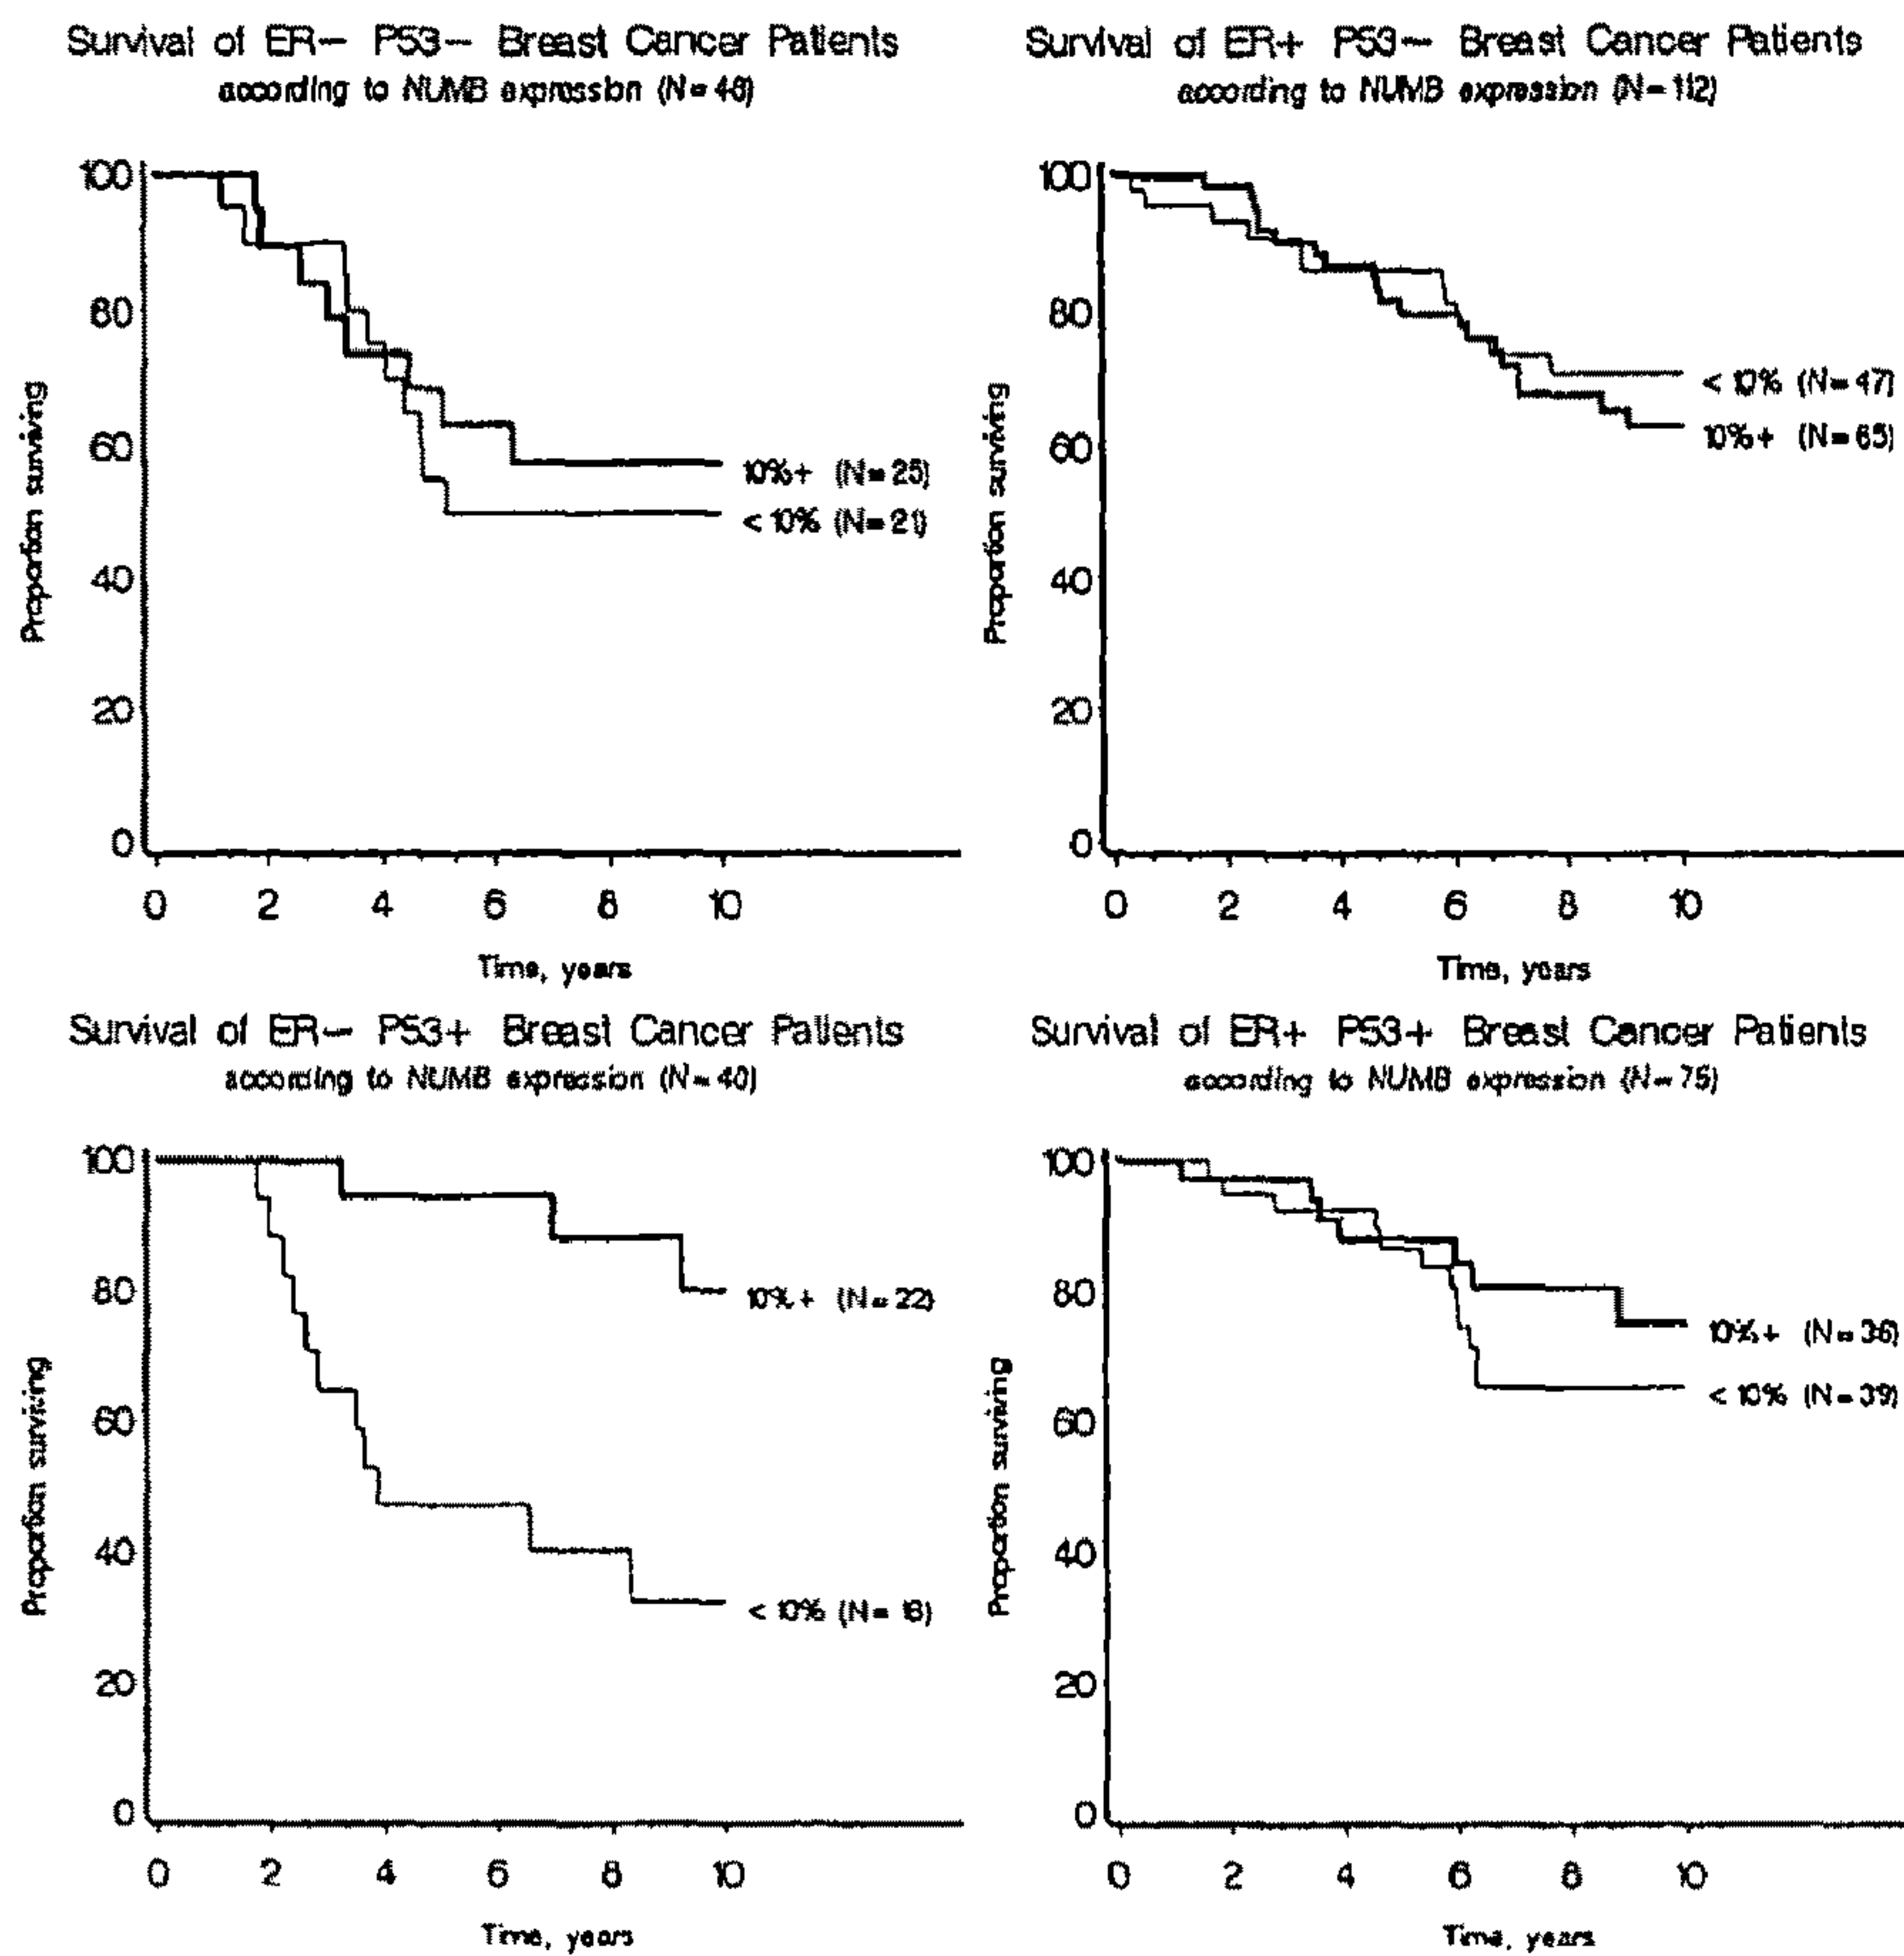 Survival of ER- P53- Breast Cancer Patients
according to NUMB expression (N=46)
100
80
60
40
20
0
Proportion surviving
10%+ (N=25)
<10% (N=21)
0 2 4 6 8 10
Time, years
Survival of ER+ P53- Breast Cancer Patients
according to NUMB expression (N=112)
100
80
60
40
20
0
Proportion surviving
<10% (N=47)
10%+ (N=65)
0 2 4 6 8 10
Time, years
Survival of ER- P53+ Breast Cancer Patients
according to NUMB expression (N=40)
100
80
60
40
20
0
Proportion surviving
10%+ (N=22)
<10% (N=18)
0 2 4 6 8 10
Time, years
Survival of ER+ P53+ Breast Cancer Patients
according to NUMB expression (N=75)
100
80
60
40
20
0
Proportion surviving
10%+ (N=36)
<10% (N=39)
0 2 4 6 8 10
Time, years